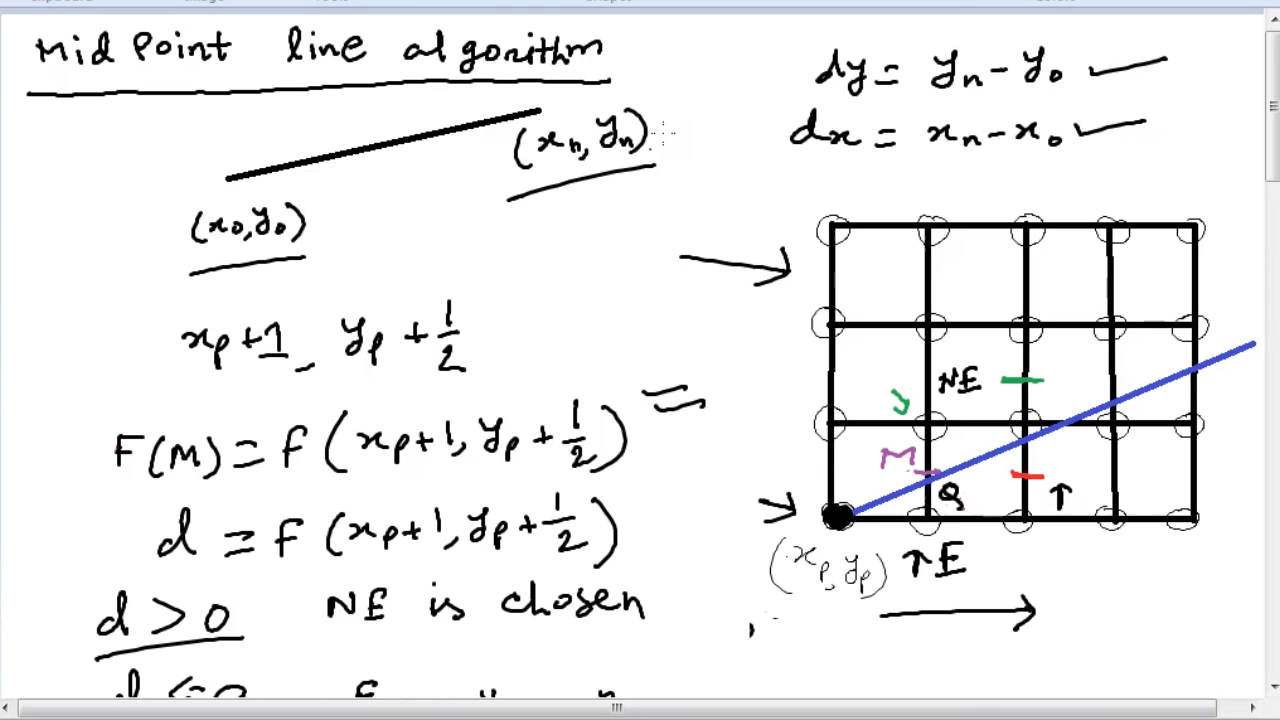 Mid Point line algorithm
dy = yn - y0
dx = xn - x0
(xn, yn)
(x0, y0)
xp+1, yp + 1/2
NE
F(M) = F(xp+1, yp + 1/2) =
M
Q
d = F(xp+1, yp + 1/2)
(xp, yp) ↑E
d > 0 NE is chosen